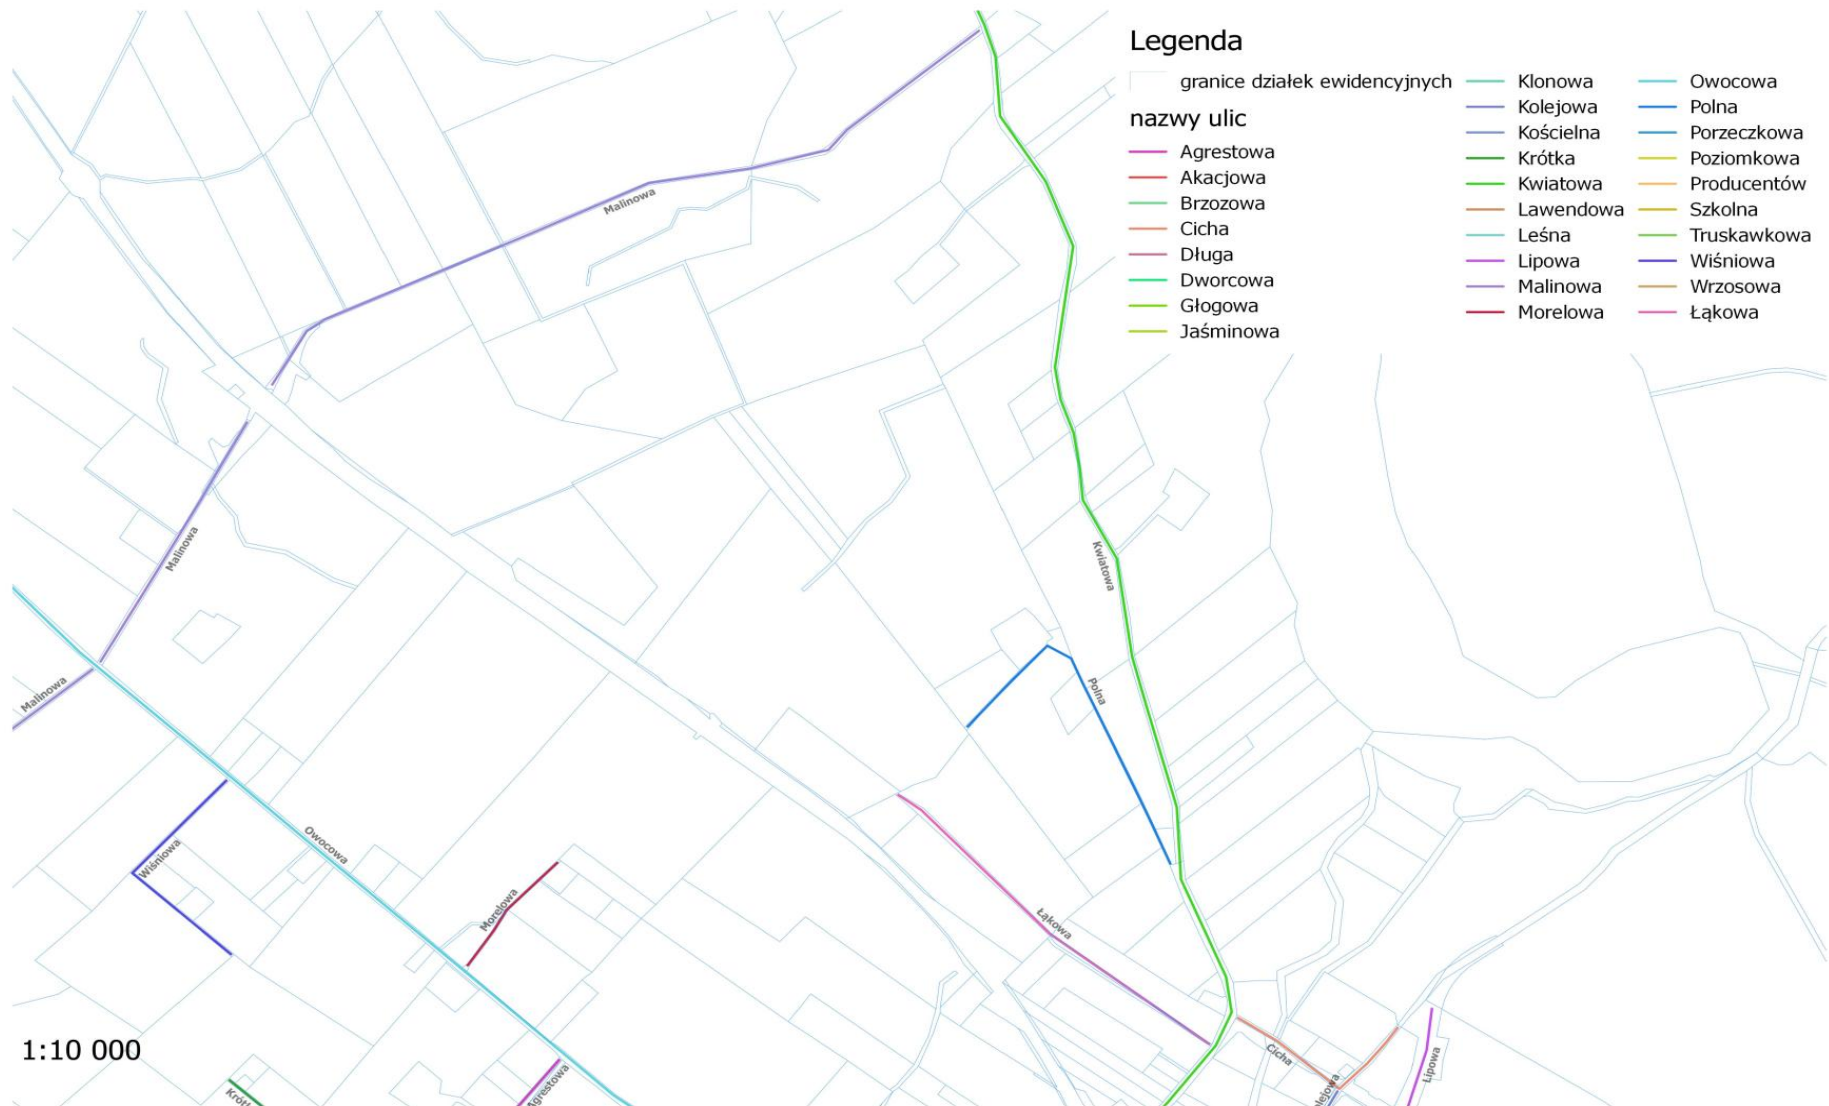 Legenda
granice działek ewidencyjnych
nazwy ulic
Agrestowa
Akacjowa
Brzozowa
Cicha
Długa
Dworcowa
Głogowa
Jaśminowa
Klonowa
Kolejowa
Kościelna
Krótka
Kwiatowa
Lawendowa
Leśna
Lipowa
Malinowa
Morelowa
Owocowa
Polna
Porzeczkowa
Poziomkowa
Producentów
Szkolna
Truskawkowa
Wiśniowa
Wrzosowa
Łąkowa
Malinowa
Malinowa
Kwiatowa
Malinowa
Polna
Owocowa
Wiśniowa
Morelowa
Łąkowa
Cicha
Lipowa
Agrestowa
1:10 000